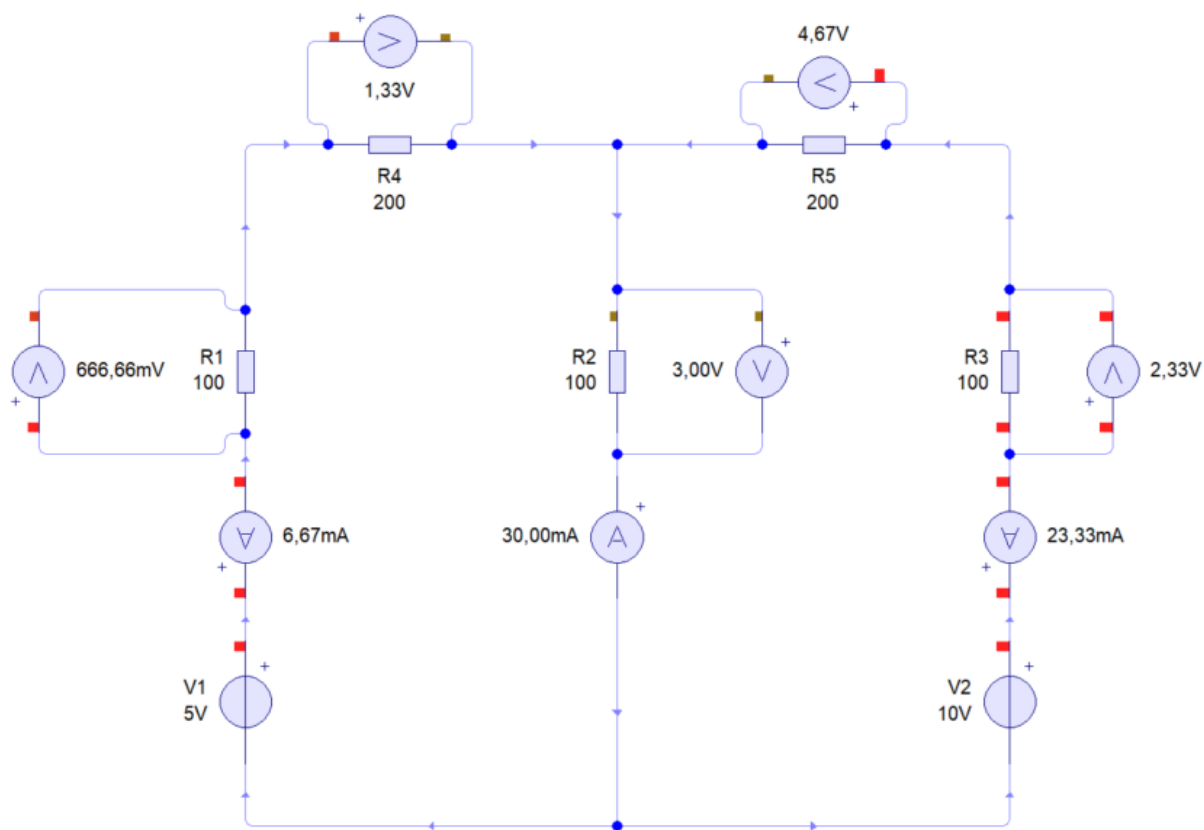 +
1,33V
4,67V
+
R4
200
R5
200
666,66mV
+
R1
100
R2
100
3,00V
+
R3
100
2,33V
+
6,67mA
+
30,00mA
A
+
23,33mA
+
V1
5V
+
V2
10V
+